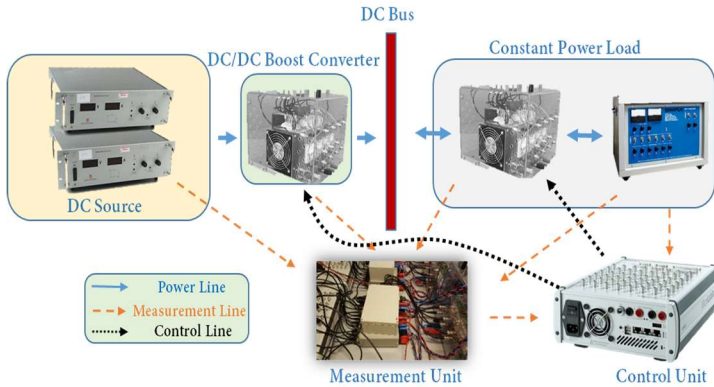 DC Bus
DC/DC Boost Converter
Constant Power Load
DC Source
Power Line
Measurement Line
Control Line
Measurement Unit
Control Unit